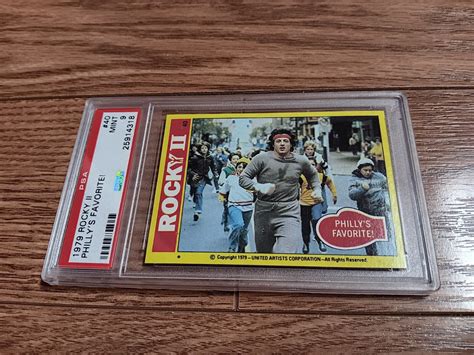 1979 ROCKY II
PHILLY'S FAVORITE!
PSA
#40
MINT 9
25914318
ROCKY II
PHILLY'S
FAVORITE!
© Copyright 1979 – UNITED ARTISTS CORPORATION – All Rights Reserved.